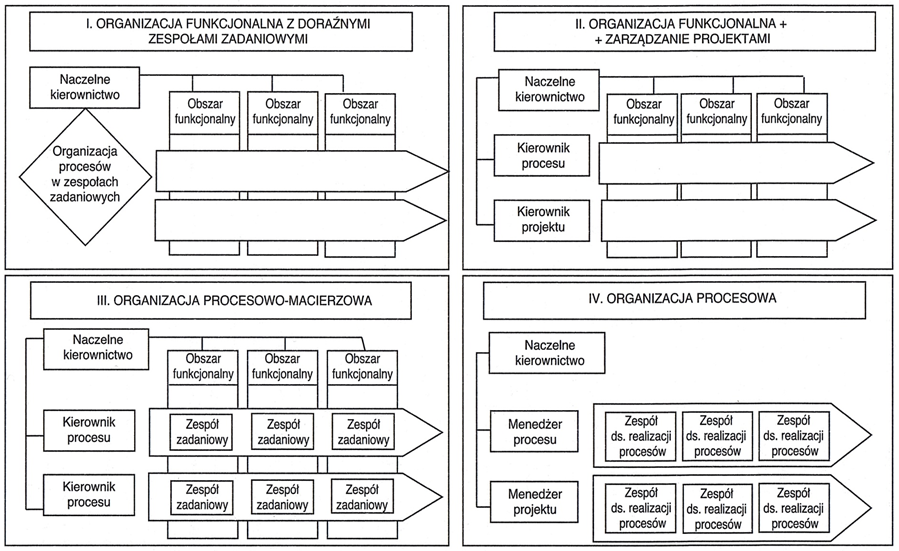 I. ORGANIZACJA FUNKCJONALNA Z DORAŹNYMI
ZESPOŁAMI ZADANIOWYMI
Naczelne
kierownictwo
Obszar
funkcjonalny
Obszar
funkcjonalny
Obszar
funkcjonalny
Organizacja
procesów
w zespołach
zadaniowych
II. ORGANIZACJA FUNKCJONALNA +
+ ZARZĄDZANIE PROJEKTAMI
Naczelne
kierownictwo
Obszar
funkcjonalny
Obszar
funkcjonalny
Obszar
funkcjonalny
Kierownik
procesu
Kierownik
projektu
III. ORGANIZACJA PROCESOWO-MACIERZOWA
Naczelne
kierownictwo
Obszar
funkcjonalny
Obszar
funkcjonalny
Obszar
funkcjonalny
Kierownik
procesu
Zespół
zadaniowy
Zespół
zadaniowy
Zespół
zadaniowy
Kierownik
procesu
Zespół
zadaniowy
Zespół
zadaniowy
Zespół
zadaniowy
IV. ORGANIZACJA PROCESOWA
Naczelne
kierownictwo
Menedżer
procesu
Zespół
ds. realizacji
procesów
Zespół
ds. realizacji
procesów
Zespół
ds. realizacji
procesów
Menedżer
projektu
Zespół
ds. realizacji
procesów
Zespół
ds. realizacji
procesów
Zespół
ds. realizacji
procesów